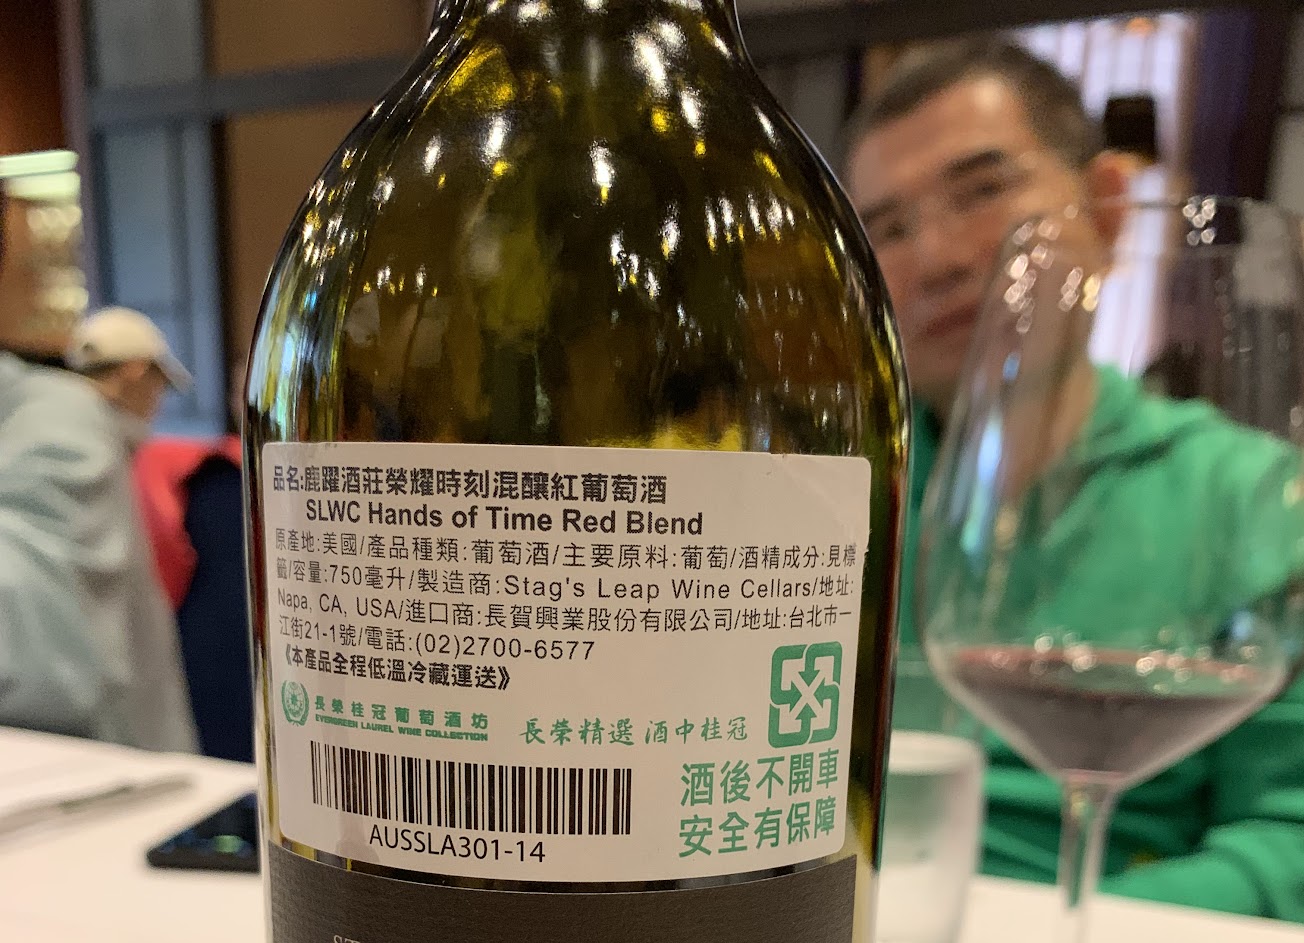 品名:鹿躍酒莊榮耀時刻混釀紅葡萄酒
SLWC Hands of Time Red Blend
原產地:美國/產品種類:葡萄酒/主要原料:葡萄/酒精成分:見標
籤/容量:750毫升/製造商:Stag's Leap Wine Cellars/地址:
Napa, CA, USA/進口商:長賀興業股份有限公司/地址:台北市一
江街21-1號/電話:(02)2700-6577
《本產品全程低溫冷藏運送》
長榮桂冠葡萄酒坊
EVERGREEN LAUREL WINE COLLECTION
長榮精選 酒中桂冠
酒後不開車
安全有保障
AUSSLA301-14